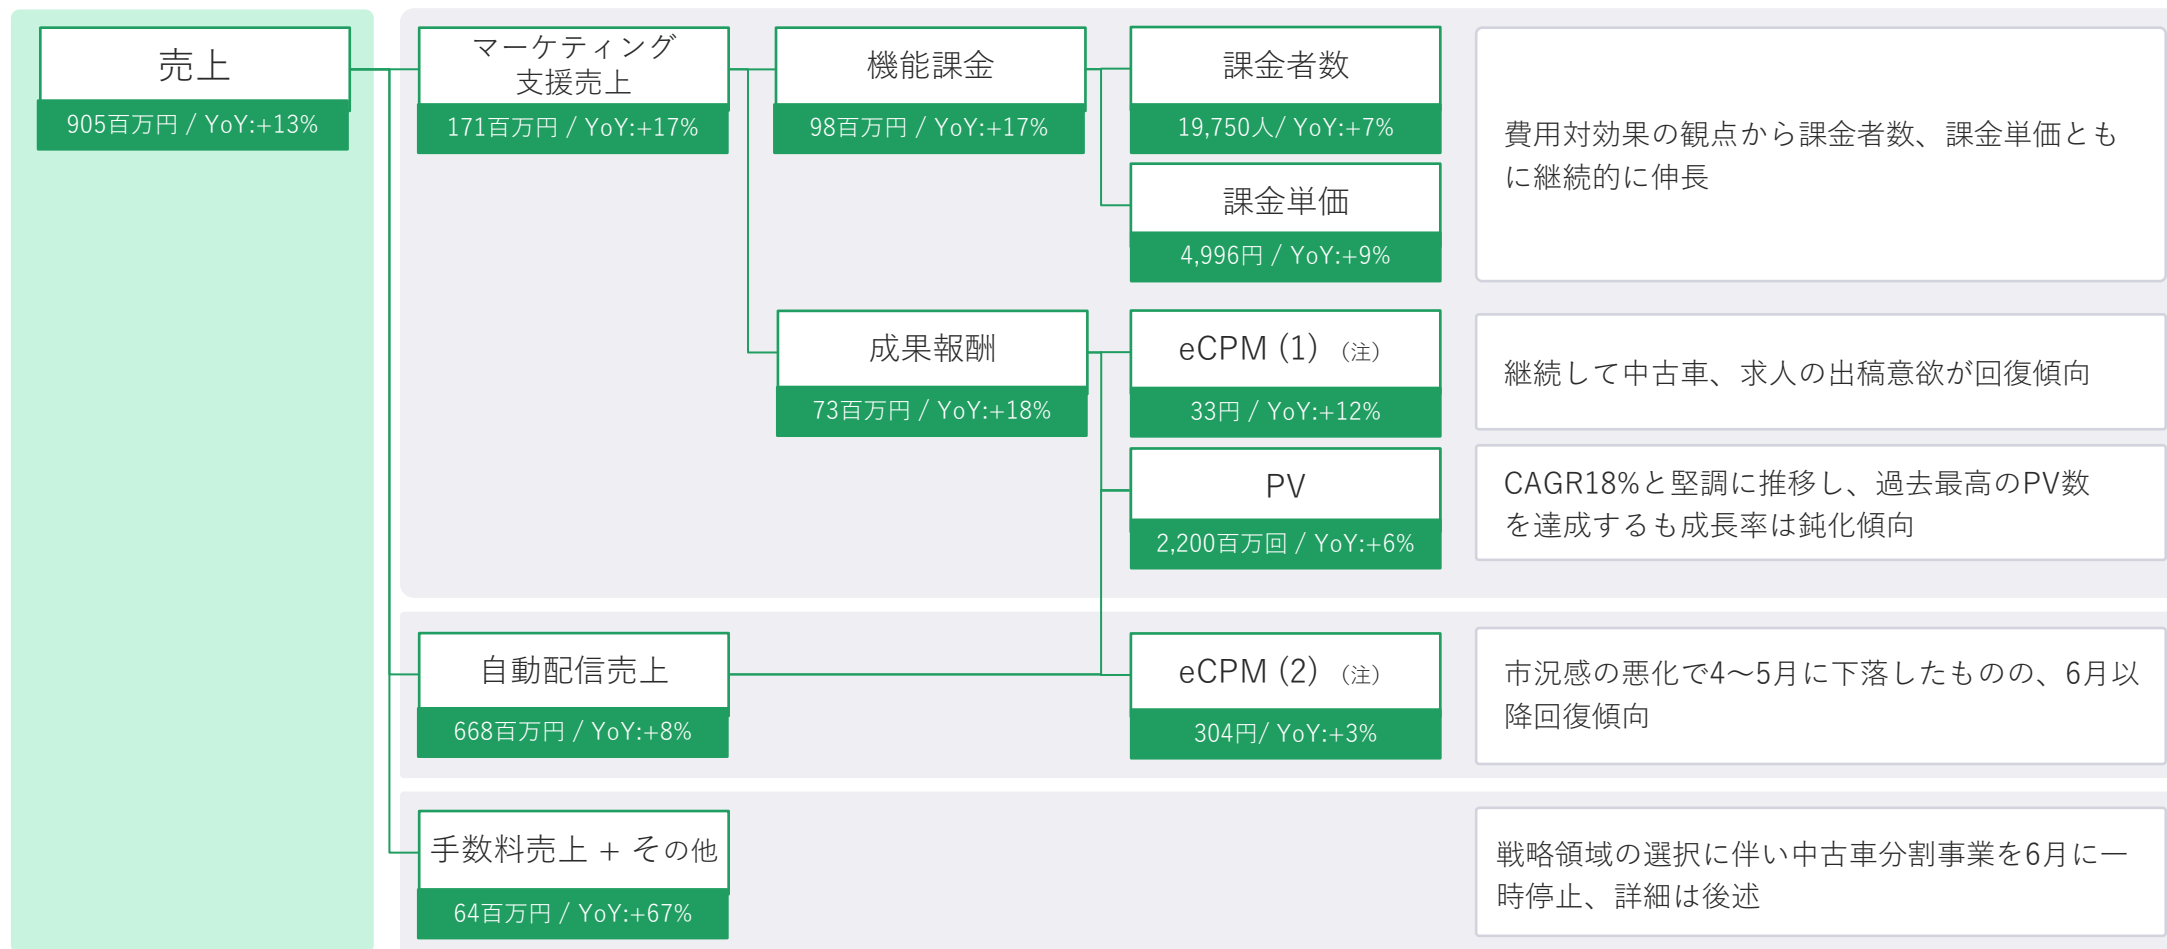 売上
905百万円 / YoY:+13%
マーケティング
支援売上
171百万円 / YoY:+17%
機能課金
98百万円 / YoY:+17%
課金者数
19,750人/ YoY:+7%
課金単価
4,996円 / YoY:+9%
費用対効果の観点から課金者数、課金単価とも
に継続的に伸長
成果報酬
73百万円 / YoY:+18%
eCPM (1) （注）
33円 / YoY:+12%
継続して中古車、求人の出稿意欲が回復傾向
PV
2,200百万回 / YoY:+6%
CAGR18%と堅調に推移し、過去最高のPV数
を達成するも成長率は鈍化傾向
自動配信売上
668百万円 / YoY:+8%
eCPM (2) （注）
304円/ YoY:+3%
市況感の悪化で4～5月に下落したものの、6月以
降回復傾向
手数料売上 + その他
64百万円 / YoY:+67%
戦略領域の選択に伴い中古車分割事業を6月に一
時停止、詳細は後述